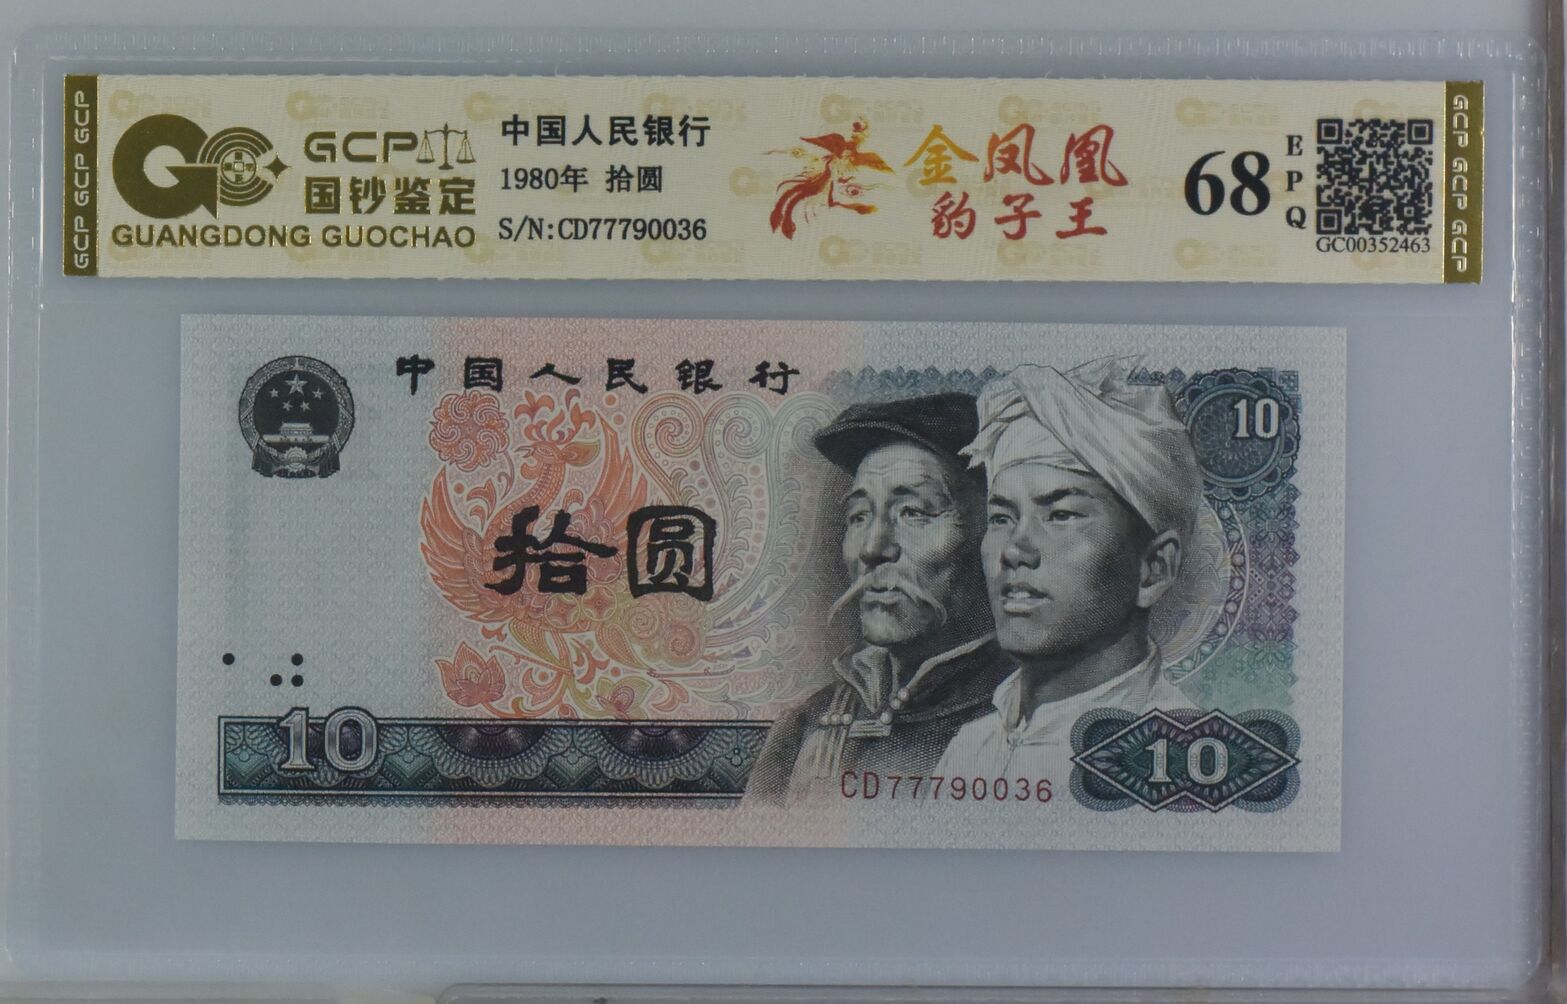 GCP GCP GCP
GCP
国钞鉴定
GUANGDONG GUOCHAO
中国人民银行
1980年 拾圆
S/N:CD77790036
金凤凰
豹子王
68
EPQ
GC00352463
GCP GCP GCP
中国人民银行
10
拾圆
10
CD77790036
10